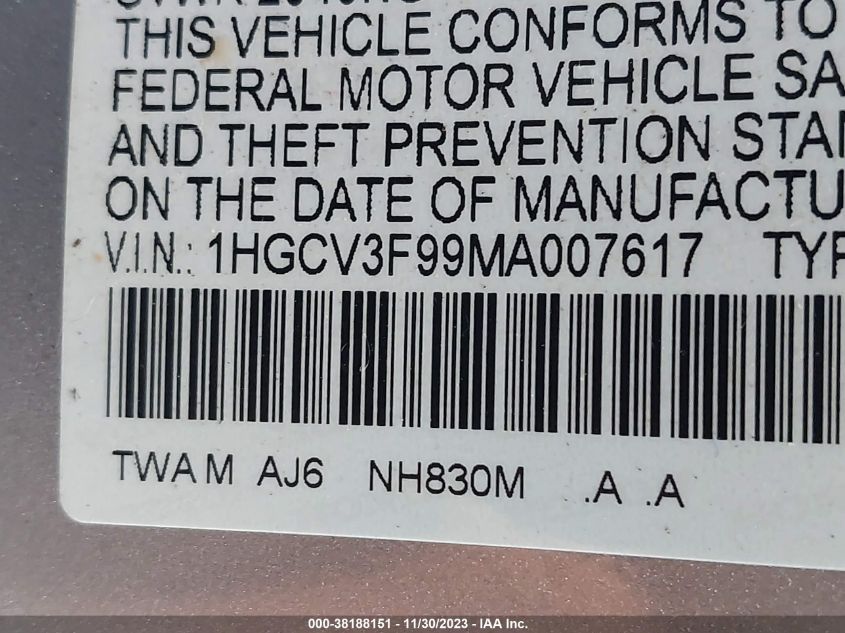 THIS VEHICLE CONFORMS TO
FEDERAL MOTOR VEHICLE SA
AND THEFT PREVENTION STAN
ON THE DATE OF MANUFACTU
V.I.N.: 1HGCV3F99MA007617 TYP
TWAM AJ6 NH830M .A .A
000-38188151 - 11/30/2023 - IAA Inc.